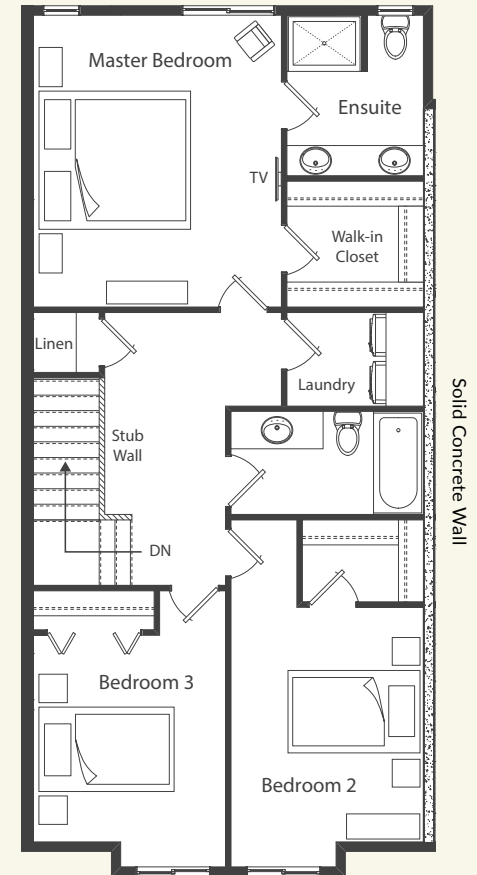 Master Bedroom
Ensuite
TV
Walk-in
Closet
Linen
Laundry
Stub
Wall
Solid Concrete Wall
DN
Bedroom 3
Bedroom 2